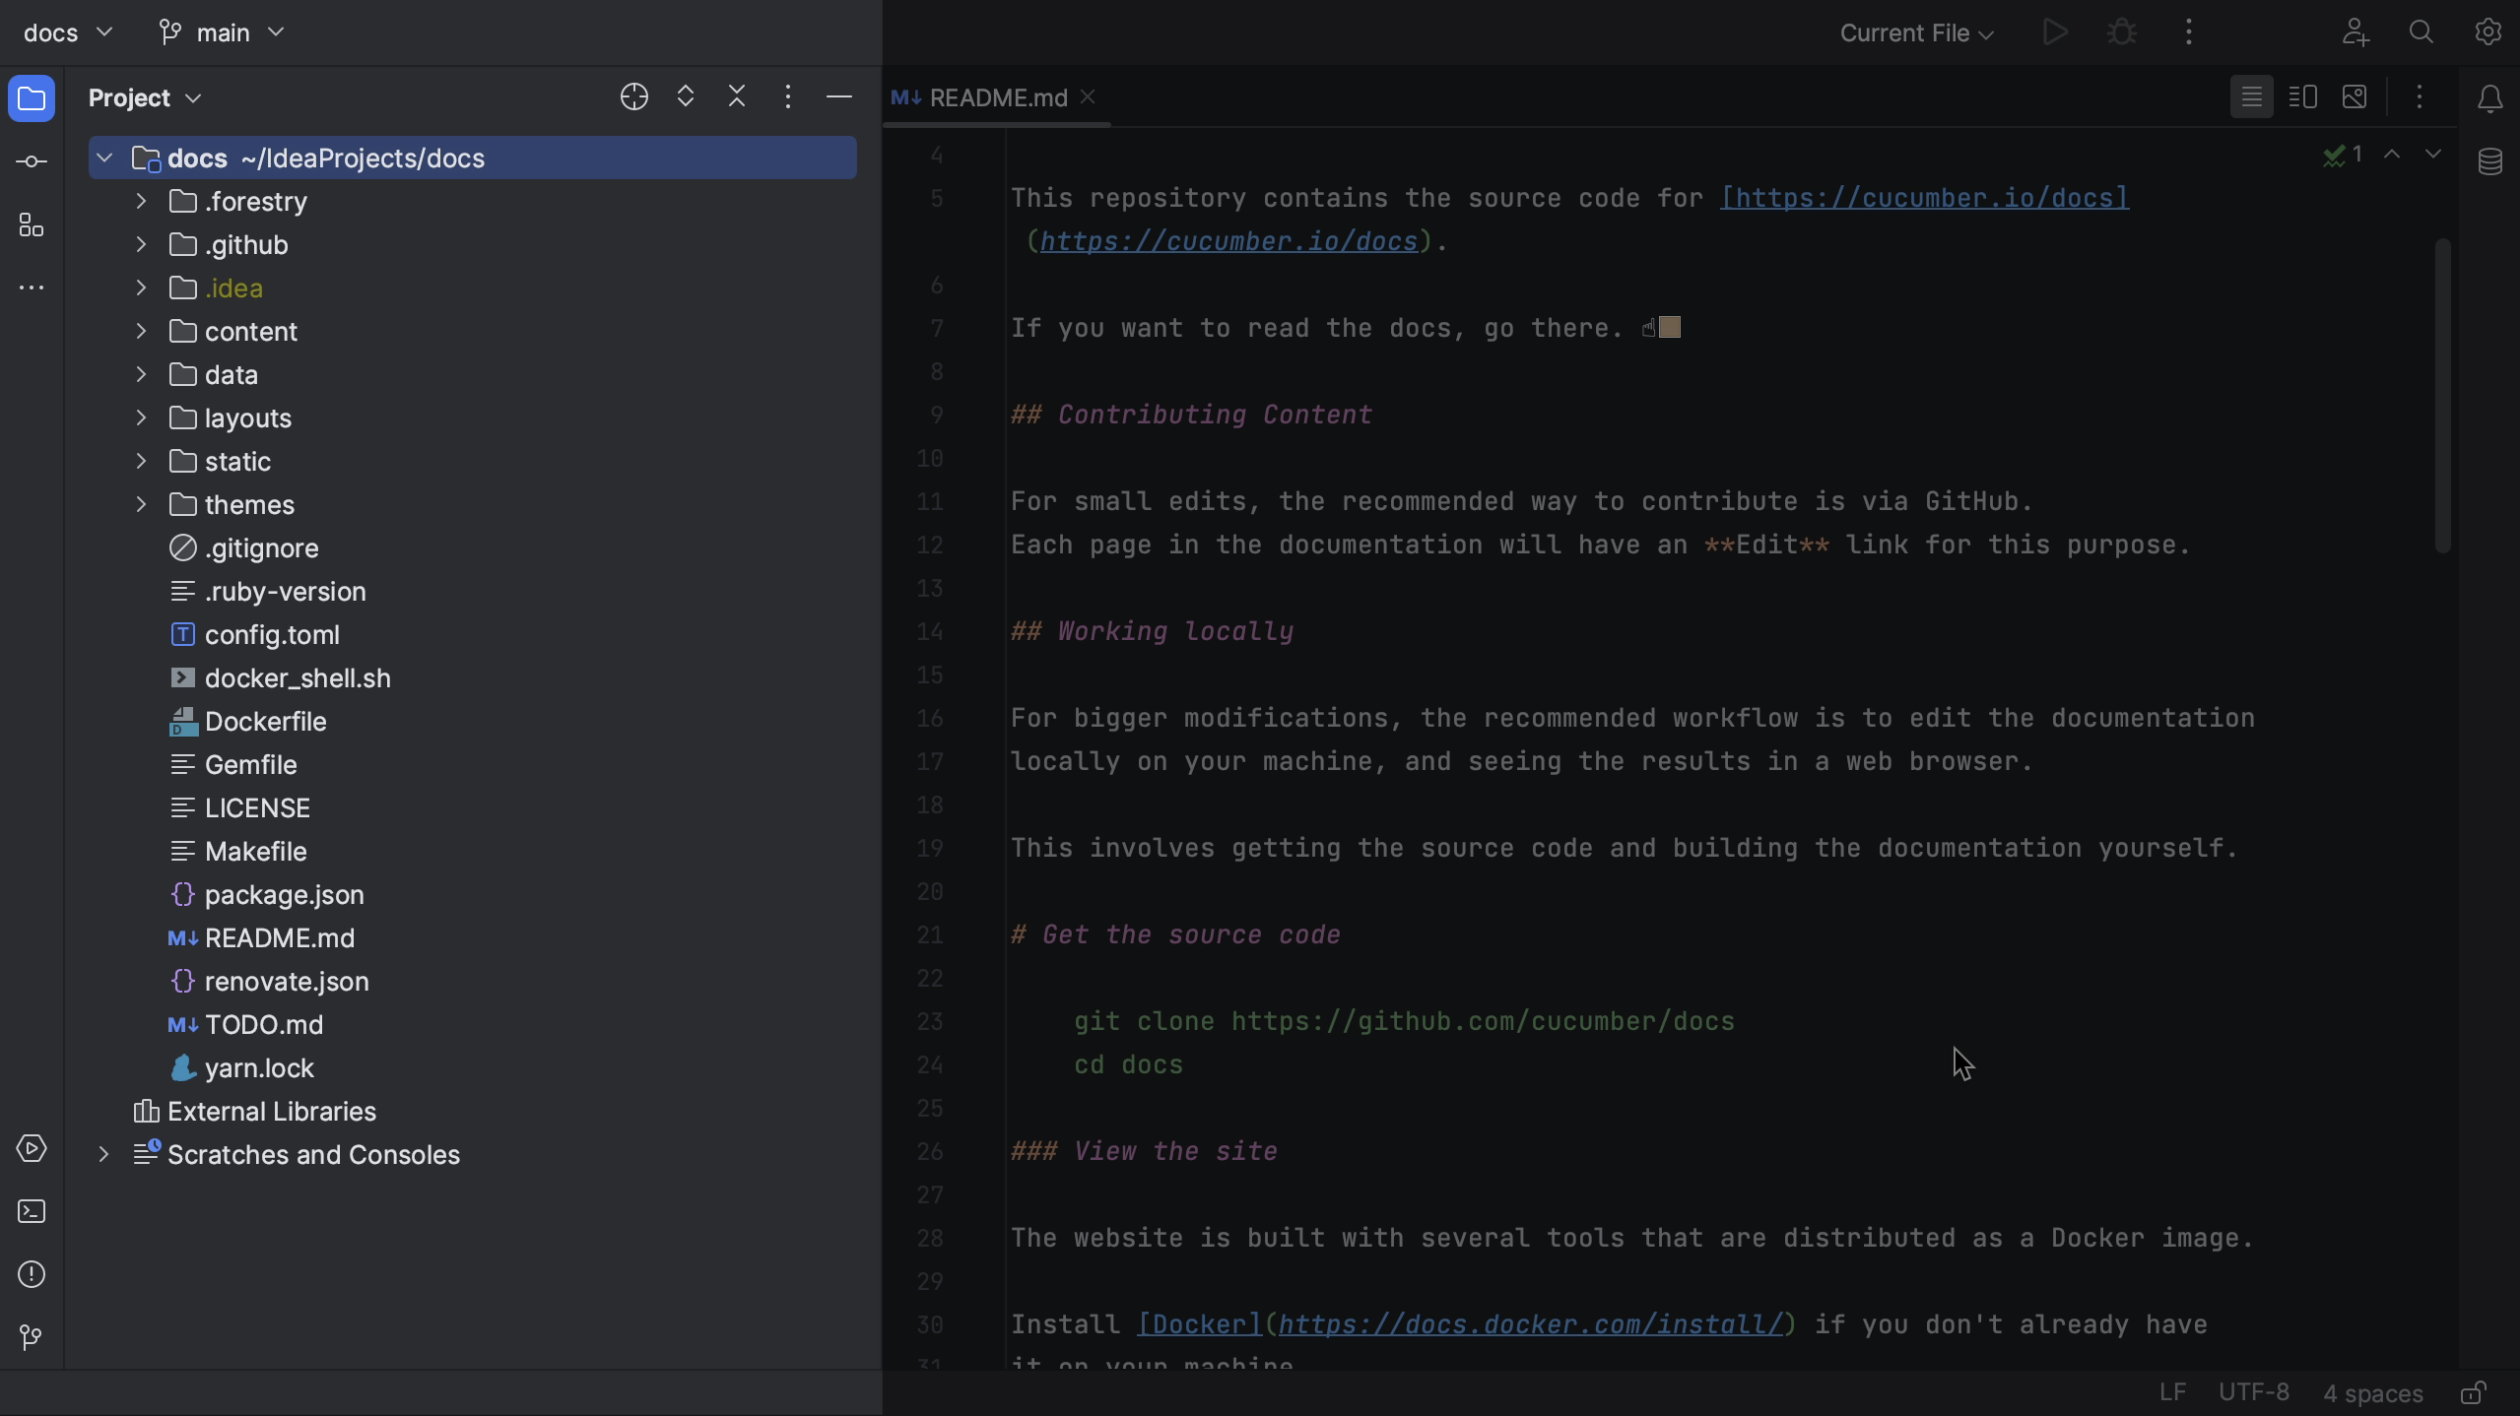 docs
main
Current File
Project
docs ~/IdeaProjects/docs
.forestry
.github
.idea
content
data
layouts
static
themes
.gitignore
.ruby-version
config.toml
docker_shell.sh
Dockerfile
Gemfile
LICENSE
Makefile
package.json
README.md
renovate.json
TODO.md
yarn.lock
External Libraries
Scratches and Consoles
README.md
1
4
5 This repository contains the source code for [https://cucumber.io/docs]
(https://cucumber.io/docs).
6
7 If you want to read the docs, go there. ☝🏽
8
9 ## Contributing Content
10
11 For small edits, the recommended way to contribute is via GitHub.
12 Each page in the documentation will have an **Edit** link for this purpose.
13
14 ## Working locally
15
16 For bigger modifications, the recommended workflow is to edit the documentation
17 locally on your machine, and seeing the results in a web browser.
18
19 This involves getting the source code and building the documentation yourself.
20
21 # Get the source code
22
23 git clone https://github.com/cucumber/docs
24 cd docs
25
26 ### View the site
27
28 The website is built with several tools that are distributed as a Docker image.
29
30 Install [Docker](https://docs.docker.com/install/) if you don't already have
31 it on your machine
LF UTF-8 4 spaces